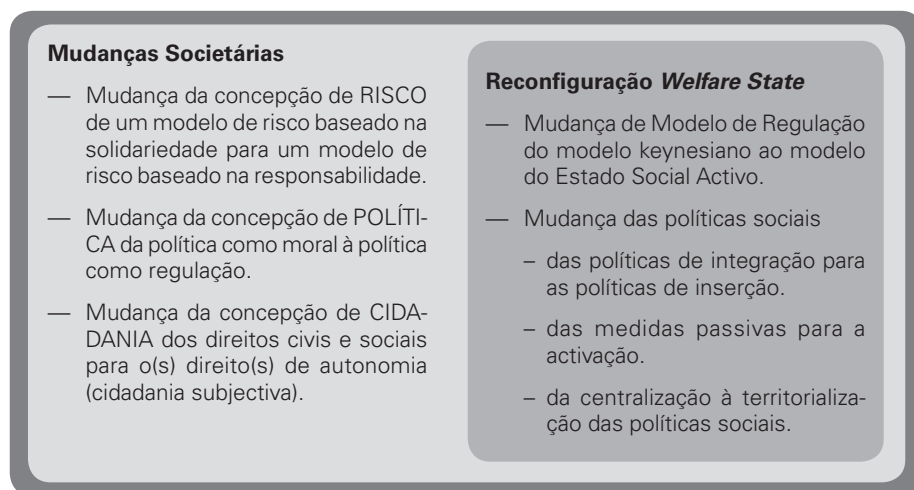 Mudanças Societárias
— Mudança da concepção de RISCO
de um modelo de risco baseado na
solidariedade para um modelo de
risco baseado na responsabilidade.
— Mudança da concepção de POLÍTI-
CA da política como moral à política
como regulação.
— Mudança da concepção de CIDA-
DANIA dos direitos civis e sociais
para o(s) direito(s) de autonomia
(cidadania subjectiva).
Reconfiguração Welfare State
— Mudança de Modelo de Regulação
do modelo keynesiano ao modelo
do Estado Social Activo.
— Mudança das políticas sociais
– das políticas de integração para
as políticas de inserção.
– das medidas passivas para a
activação.
– da centralização à territorializa-
ção das políticas sociais.